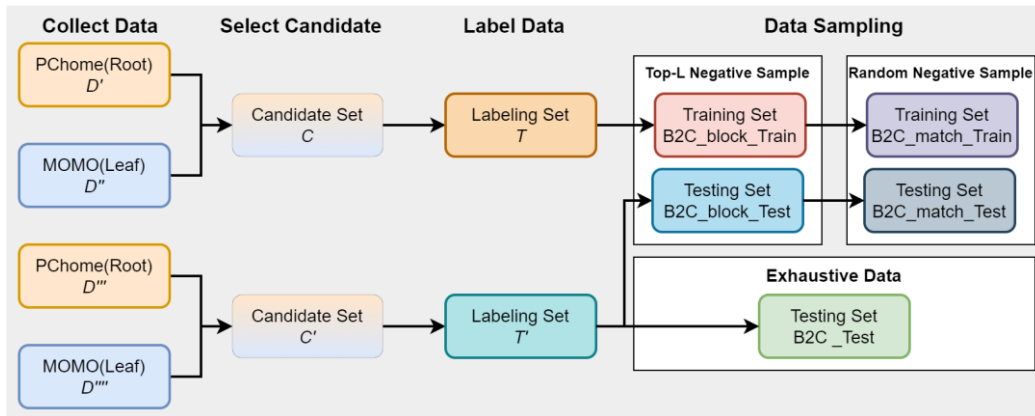 Collect Data
Select Candidate
Label Data
Data Sampling
PChome(Root)
D'
MOMO(Leaf)
D''
Candidate Set
C
Labeling Set
T
Top-L Negative Sample
Training Set
B2C_block_Train
Testing Set
B2C_block_Test
Random Negative Sample
Training Set
B2C_match_Train
Testing Set
B2C_match_Test
PChome(Root)
D'''
MOMO(Leaf)
D''''
Candidate Set
C'
Labeling Set
T'
Exhaustive Data
Testing Set
B2C _Test